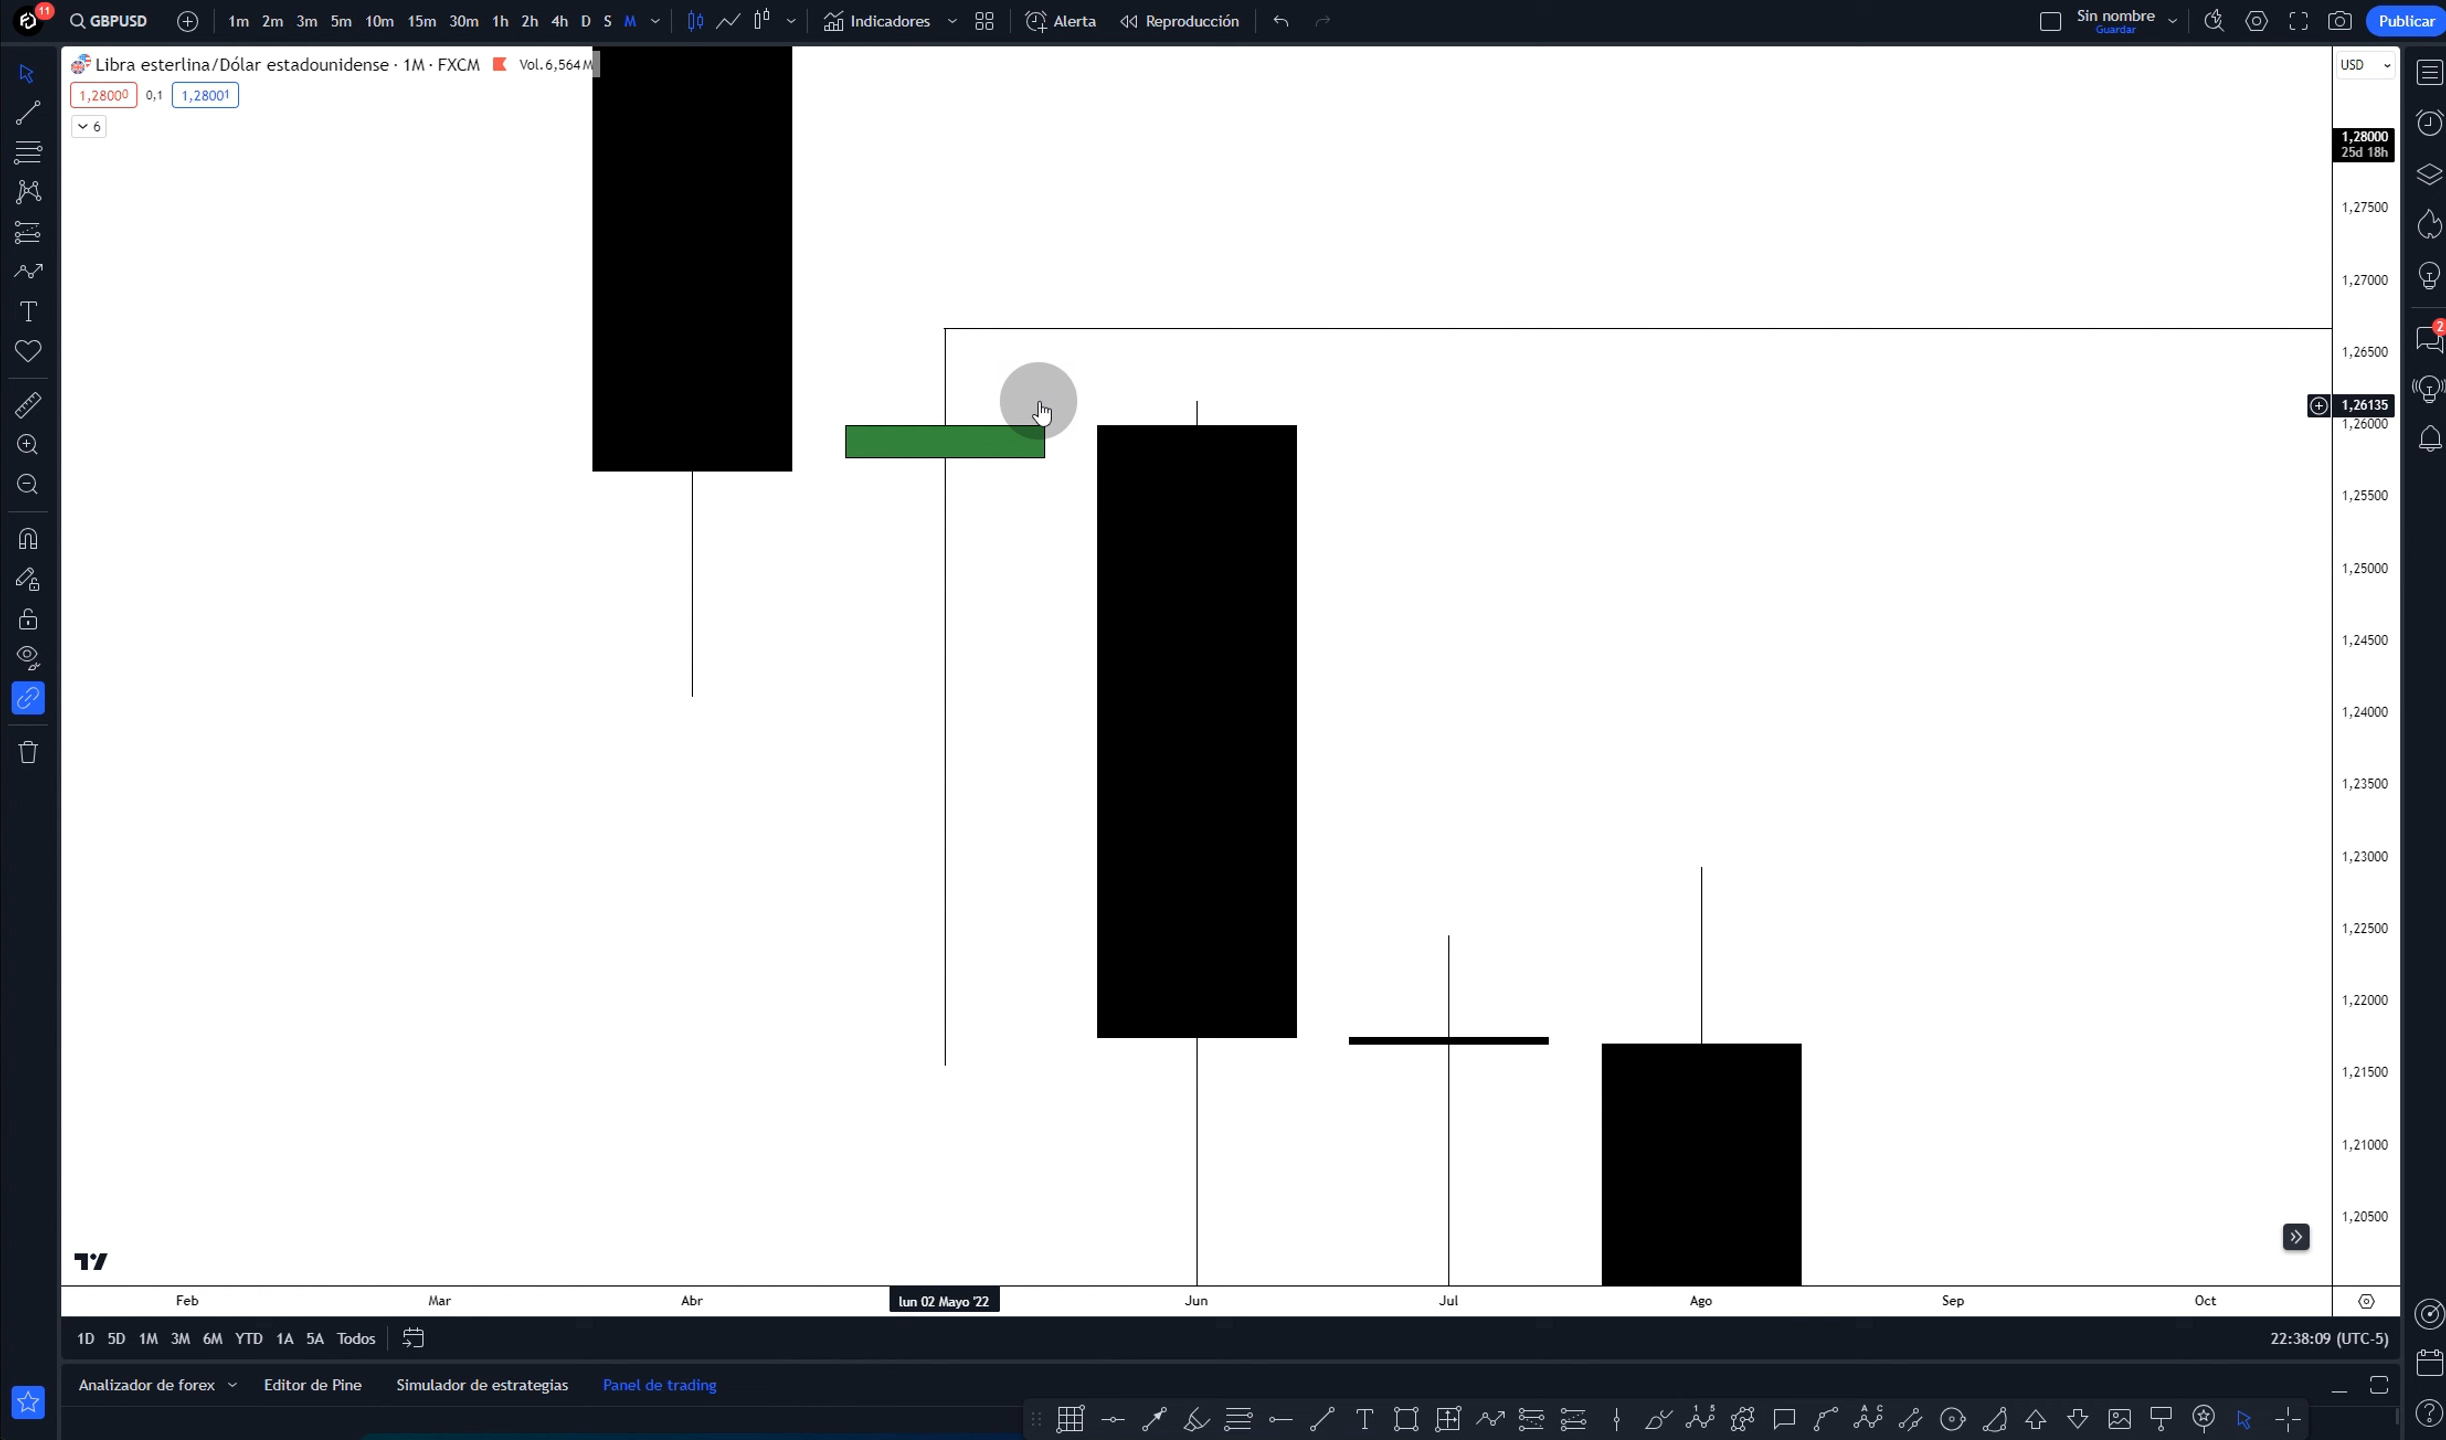 11 GBPUSD 1m 2m 3m 5m 10m 15m 30m 1h 2h 4h D S M Indicadores Alerta Reproducción Sin nombre Publicar
Guardar
Libra esterlina/Dólar estadounidense · 1M · FXCM Vol. 6,564 M USD
1,28000 0,1 1,28001
6
1,28000
25d 18h
1,27500
1,27000
2
1,26500
1,26135
1,26000
1,25500
1,25000
1,24500
1,24000
1,23500
1,23000
1,22500
1,22000
1,21500
1,21000
1,20500
Feb Mar Abr lun 02 Mayo '22 Jun Jul Ago Sep Oct
1D 5D 1M 3M 6M YTD 1A 5A Todos 22:38:09 (UTC-5)
Analizador de forex Editor de Pine Simulador de estrategias Panel de trading